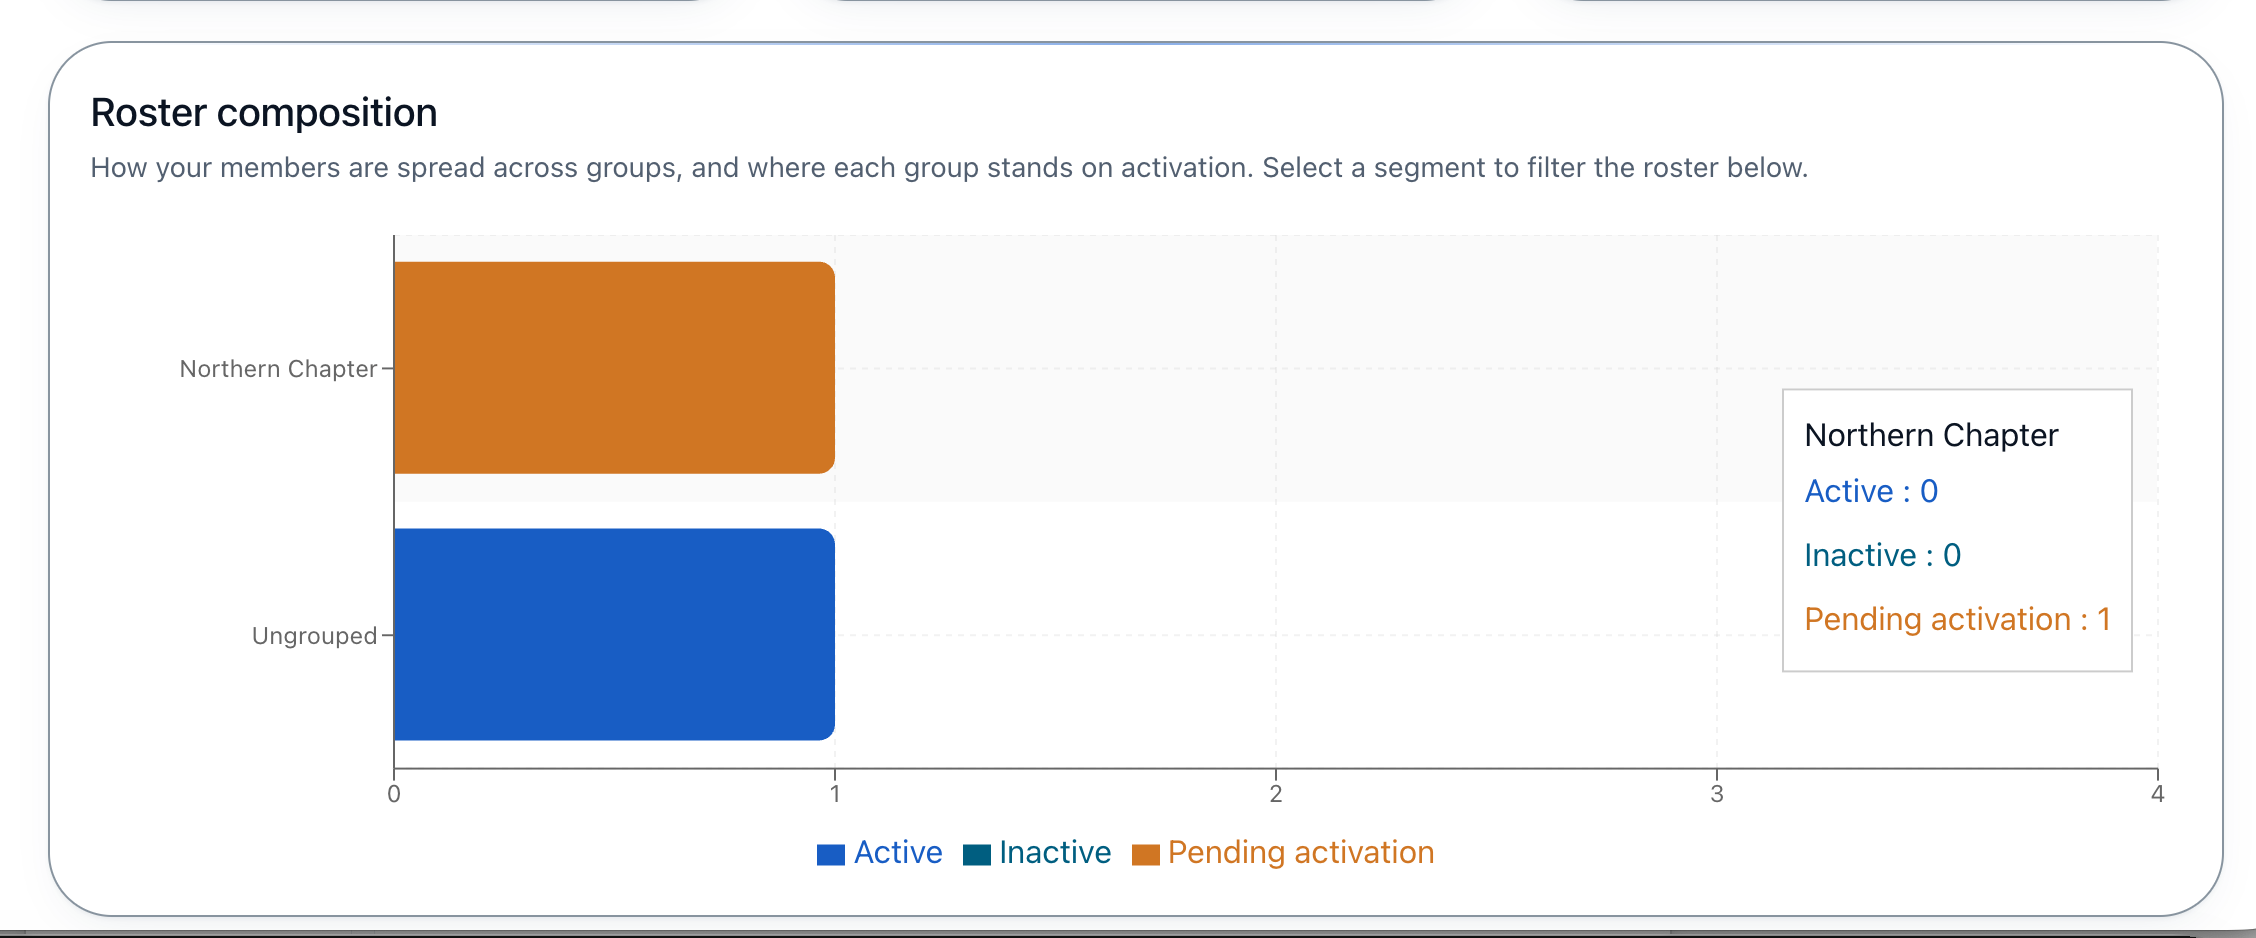 Roster composition
How your members are spread across groups, and where each group stands on activation. Select a segment to filter the roster below.
Northern Chapter
Northern Chapter
Active : 0
Inactive : 0
Pending activation : 1
Ungrouped
0 1 2 3 4
Active Inactive Pending activation